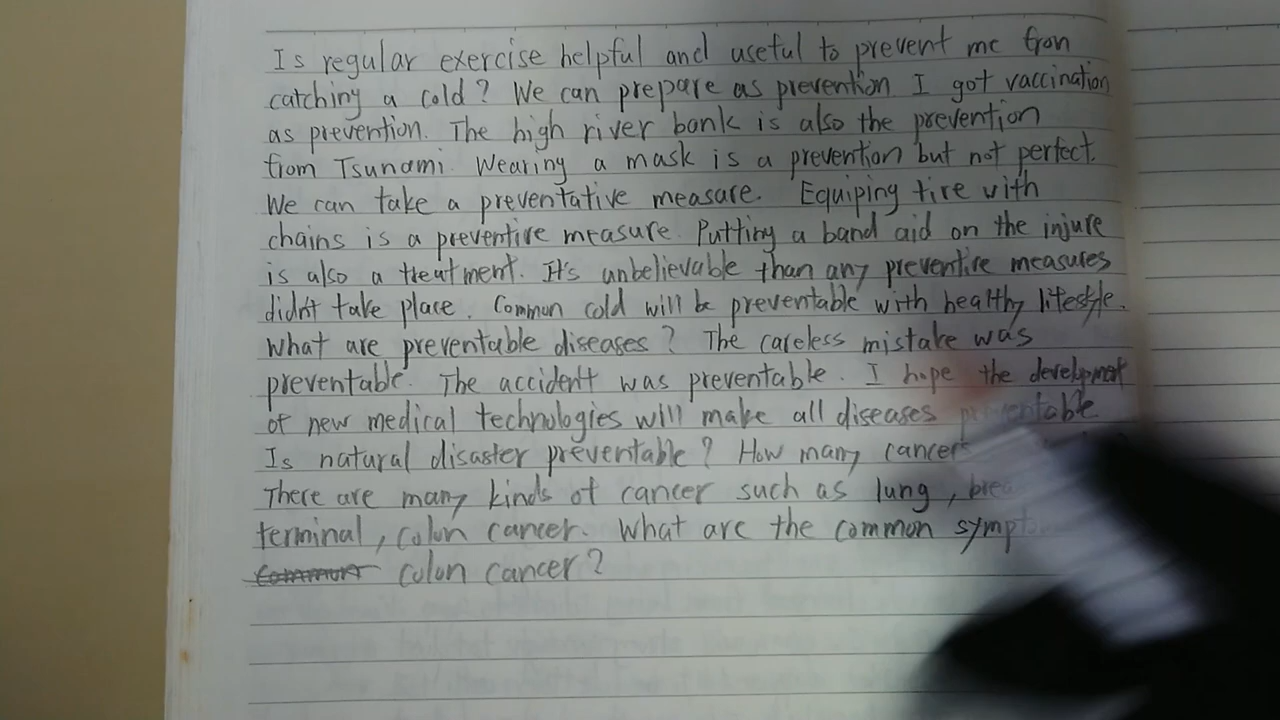 Is regular exercise helpful and useful to prevent me fron
catching a cold? We can prepare as prevention I got vaccination
as prevention. The high river bank is also the prevention
from Tsunami. Wearing a mask is a prevention but not perfect.
We can take a preventative measure. Equiping tire with
chains is a preventive measure. Putting a band aid on the injure
is also a treatment. It's unbelievable than any preventive measures
didn't take place. Common cold will be preventable with healthy lifestyle.
What are preventable diseases? The careless mistake was
preventable. The accident was preventable. I hope the development
of new medical technologies will make all diseases preventable
Is natural disaster preventable? How many cancers
There are many kinds of cancer such as lung,
terminal, colon cancer. What are the common
common colon cancer?